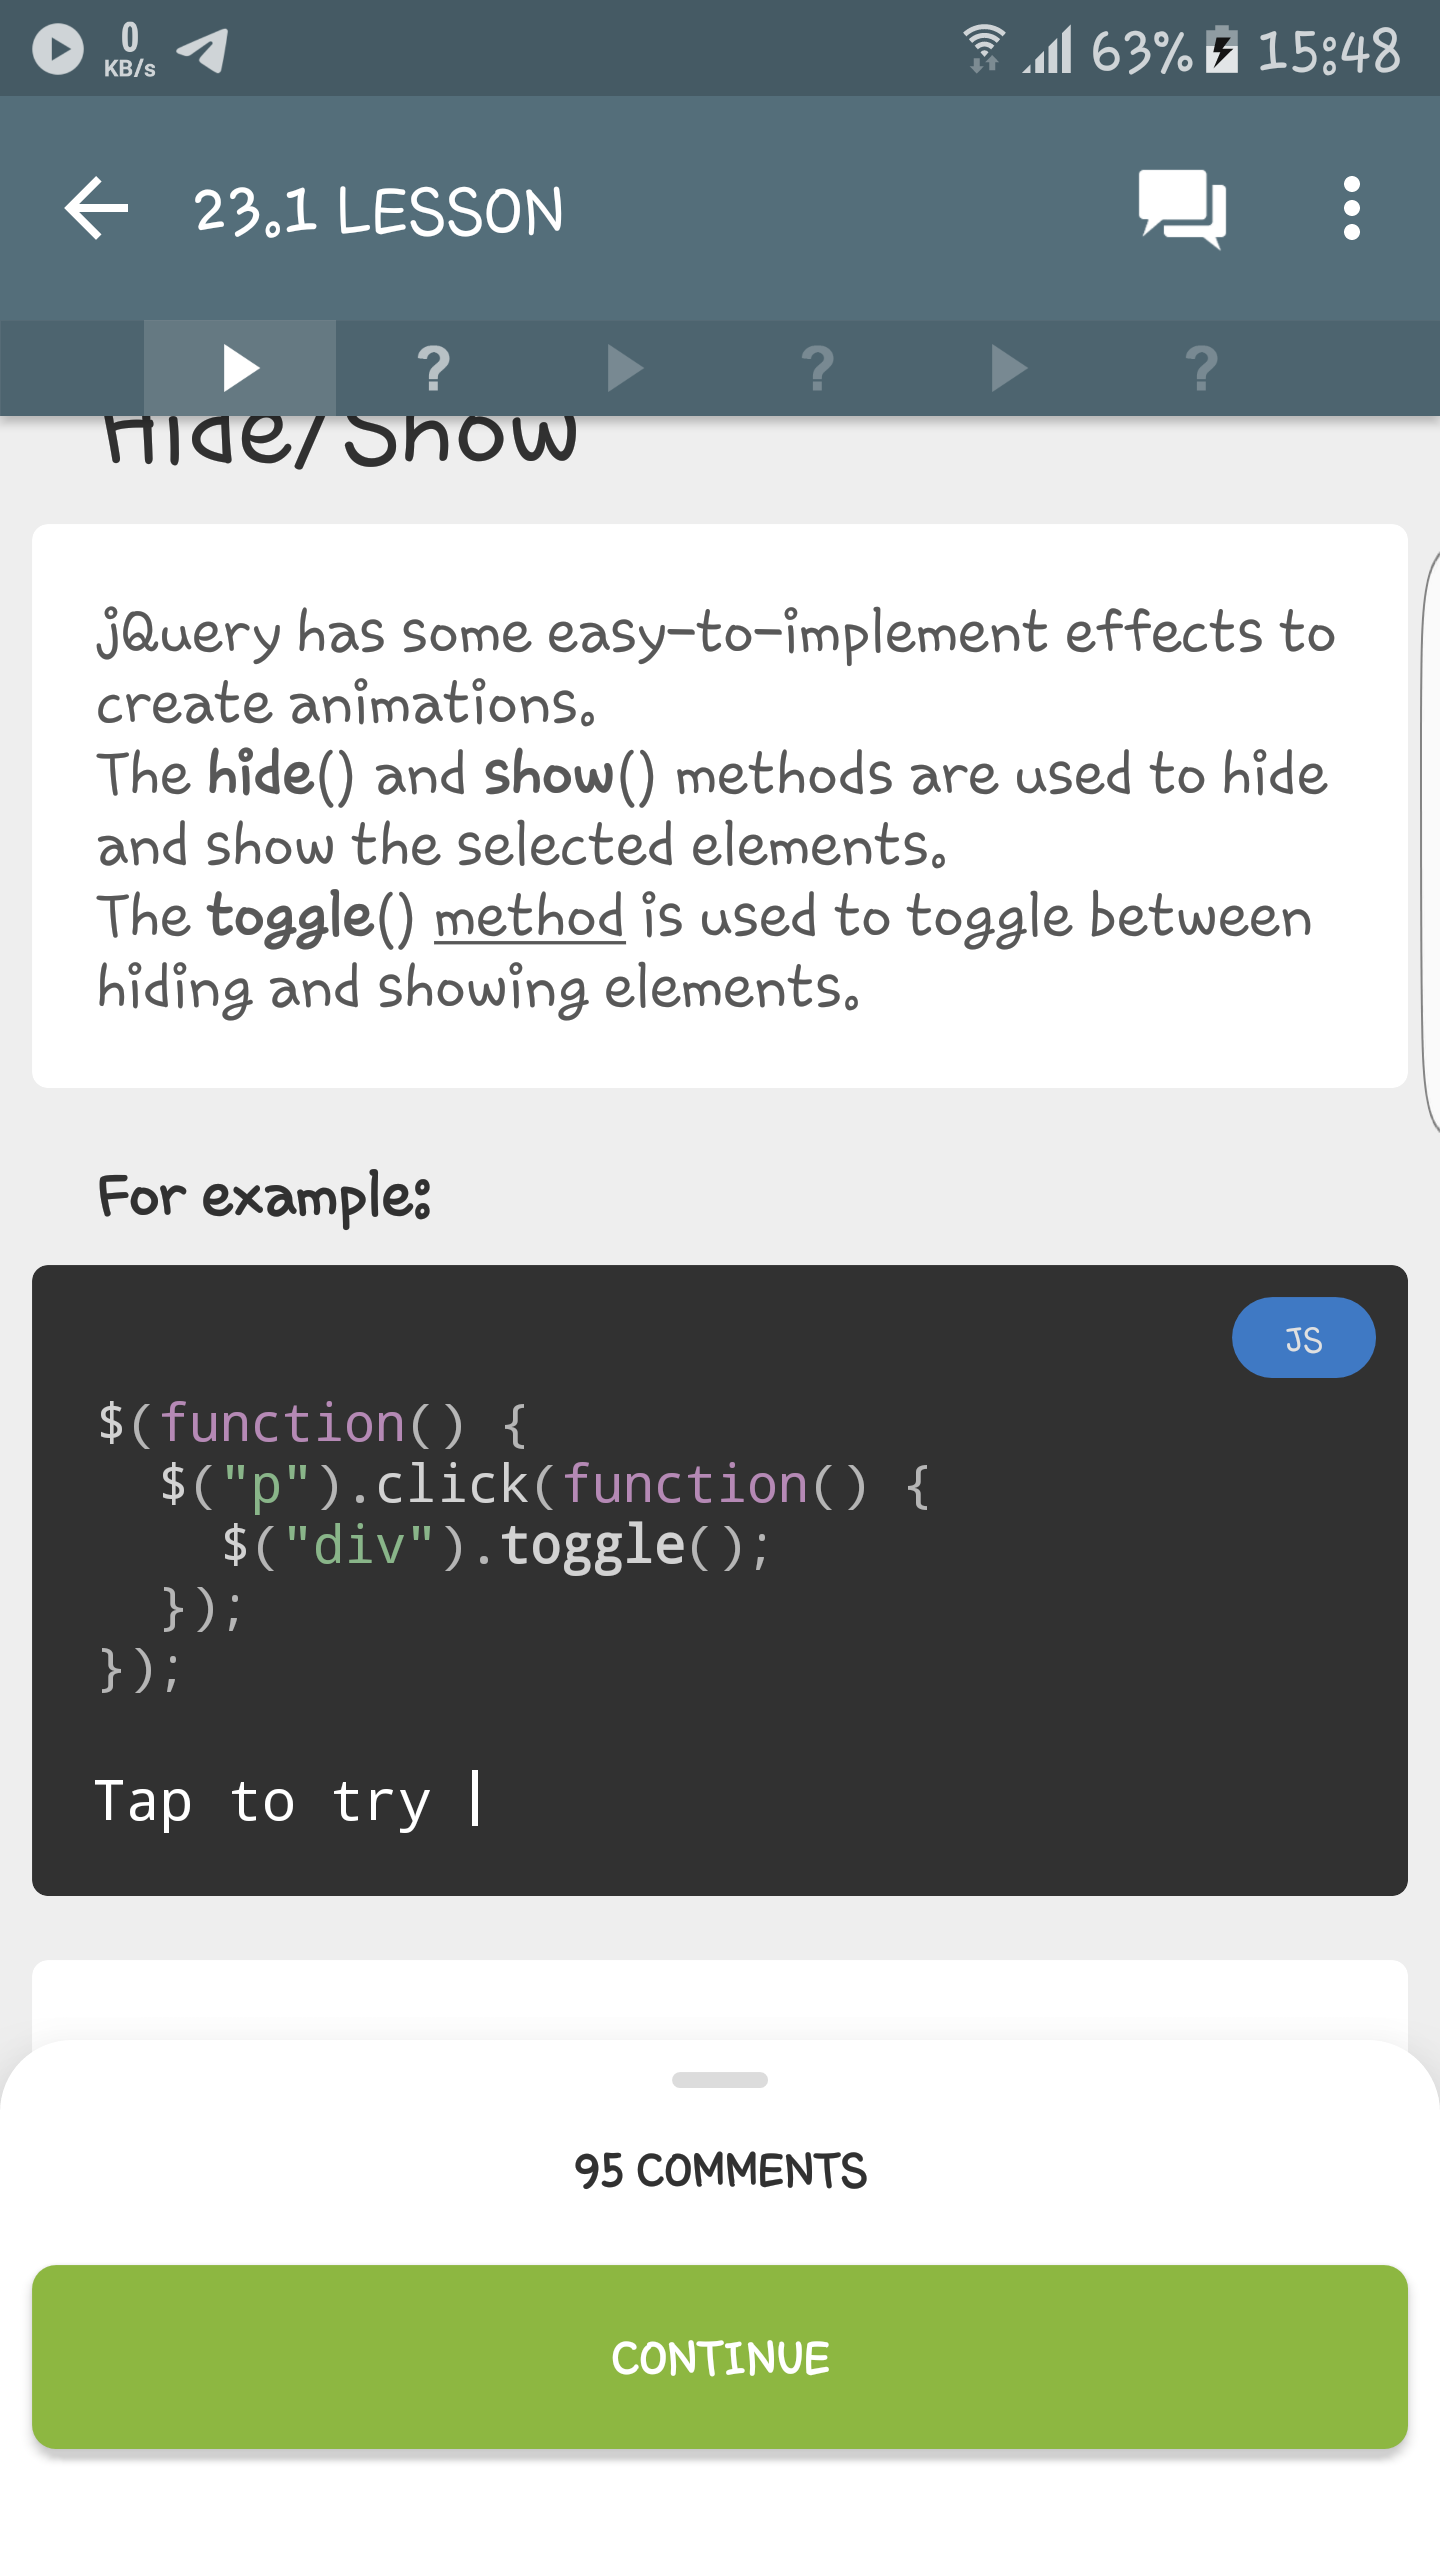 0
KB/s
63%
15:48
23.1 LESSON
?
?
?
Hide/Show
jQuery has some easy-to-implement effects to
create animations.
The hide() and show() methods are used to hide
and show the selected elements.
The toggle() method is used to toggle between
hiding and showing elements.
For example:
JS
$(function() {
  $("p").click(function() {
    $("div").toggle();
  });
});
Tap to try |
95 COMMENTS
CONTINUE